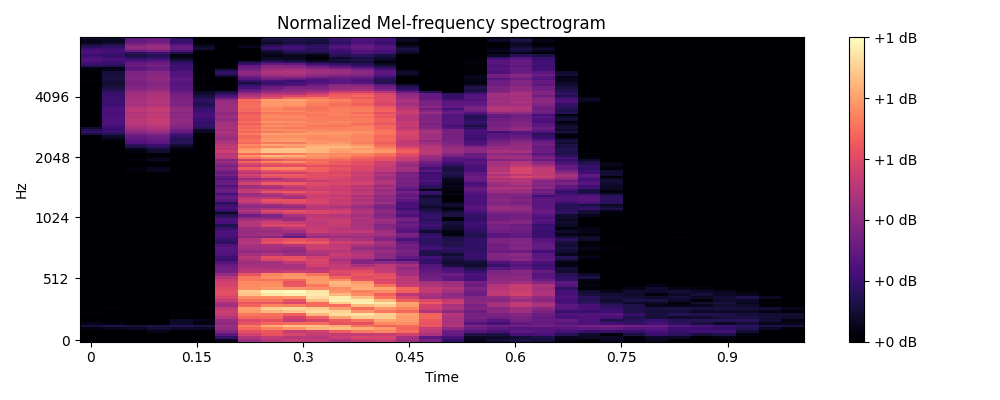 Normalized Mel-frequency spectrogram
+1 dB
4096
+1 dB
2048
+1 dB
Hz
1024
+0 dB
512
+0 dB
0
+0 dB
0 0.15 0.3 0.45 0.6 0.75 0.9
Time